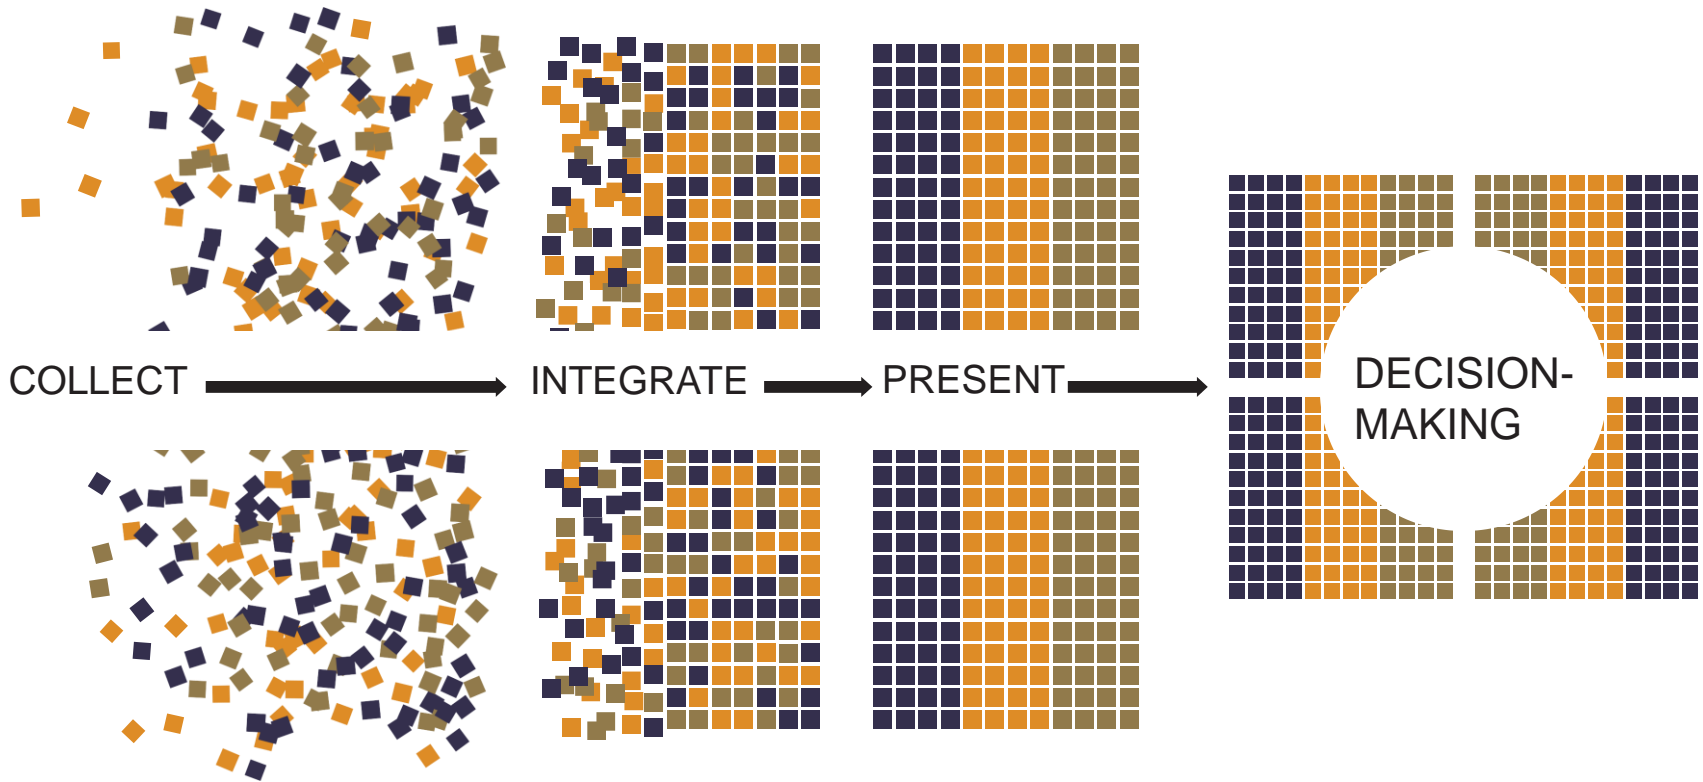 COLLECT
INTEGRATE
PRESENT
DECISION-
MAKING